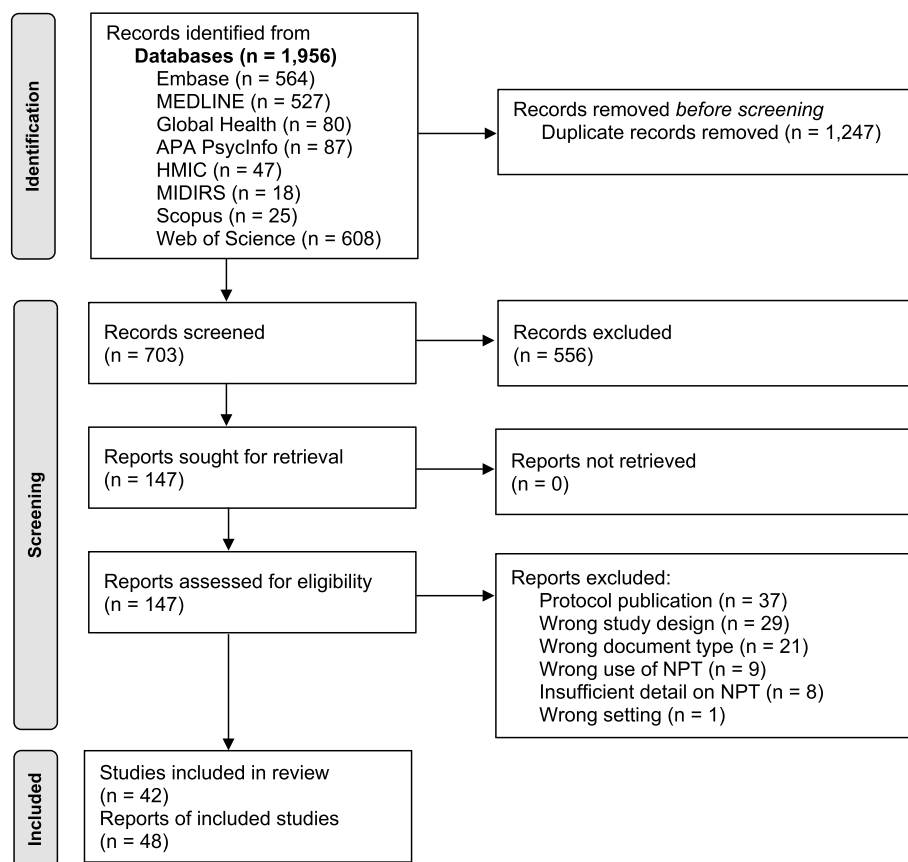 Identification
Records identified from
Databases (n = 1,956)
Embase (n = 564)
MEDLINE (n = 527)
Global Health (n = 80)
APA PsycInfo (n = 87)
HMIC (n = 47)
MIDIRS (n = 18)
Scopus (n = 25)
Web of Science (n = 608)
Records removed before screening
Duplicate records removed (n = 1,247)
Screening
Records screened
(n = 703)
Records excluded
(n = 556)
Reports sought for retrieval
(n = 147)
Reports not retrieved
(n = 0)
Reports assessed for eligibility
(n = 147)
Reports excluded:
Protocol publication (n = 37)
Wrong study design (n = 29)
Wrong document type (n = 21)
Wrong use of NPT (n = 9)
Insufficient detail on NPT (n = 8)
Wrong setting (n = 1)
Included
Studies included in review
(n = 42)
Reports of included studies
(n = 48)